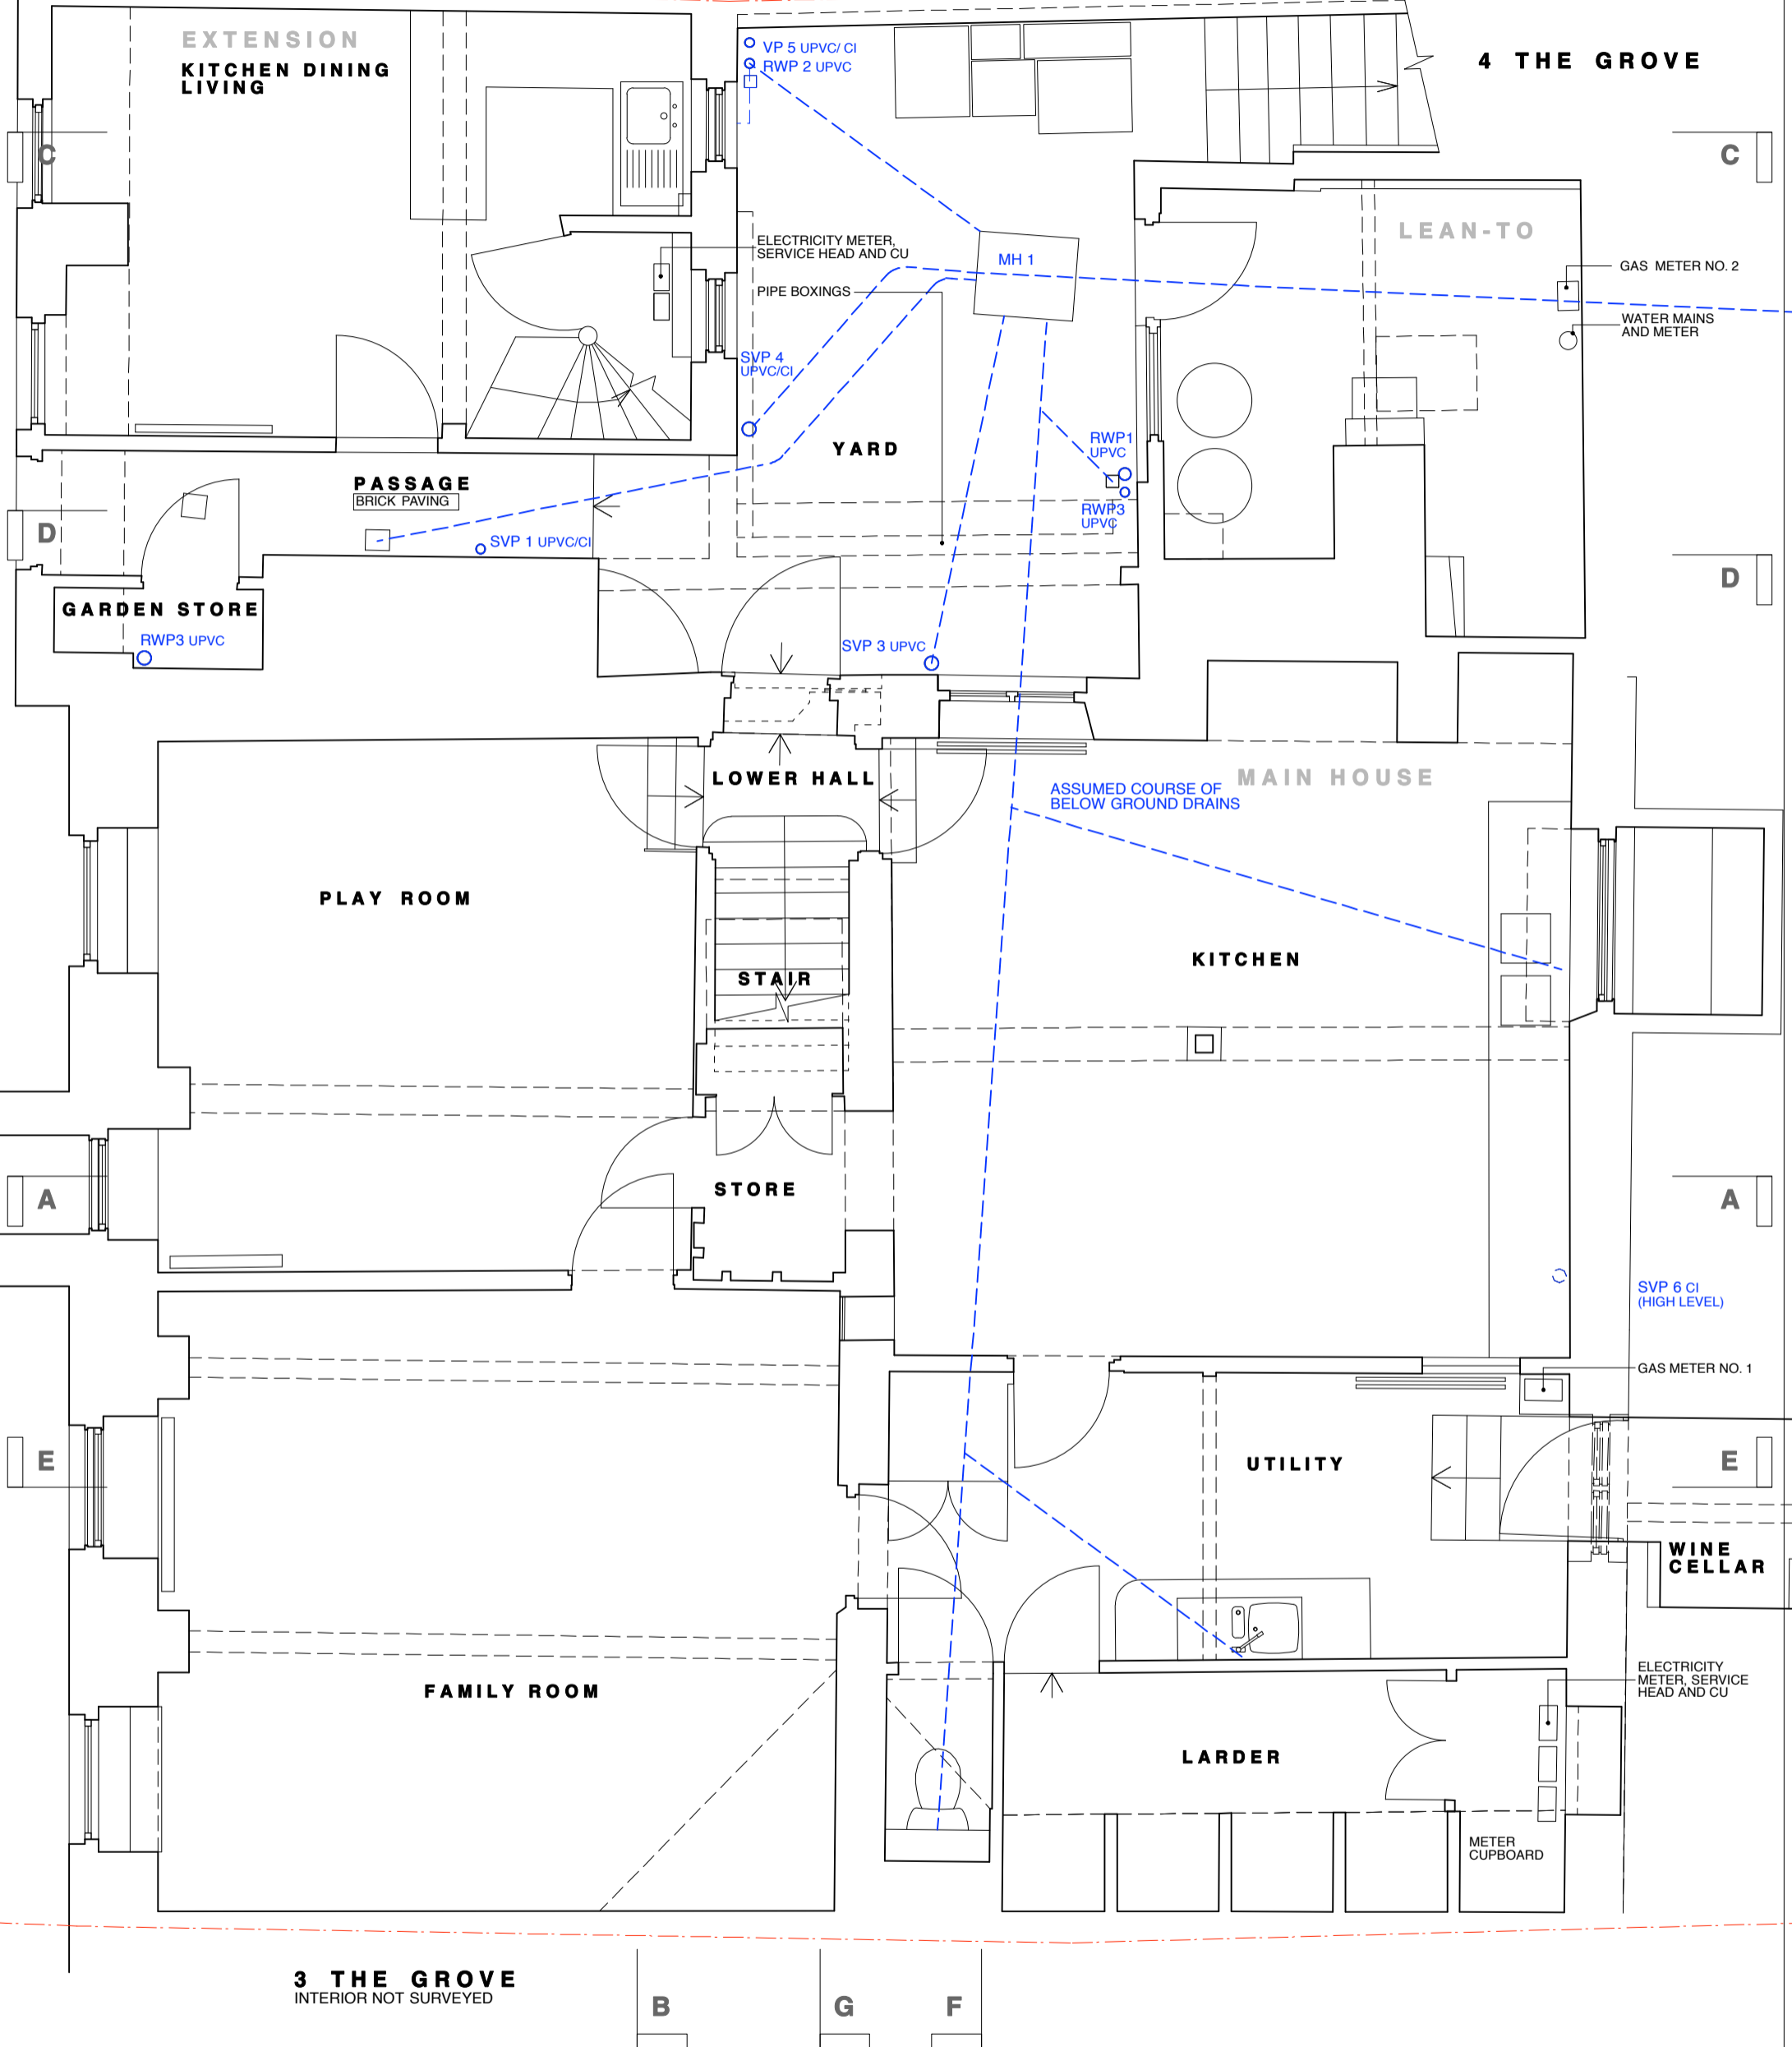 EXTENSION
KITCHEN DINING
LIVING
VP 5 UPVC/ CI
RWP 2 UPVC
4 THE GROVE
C
C
LEAN-TO
ELECTRICITY METER,
SERVICE HEAD AND CU
MH 1
GAS METER NO. 2
PIPE BOXINGS
WATER MAINS
AND METER
SVP 4
UPVC/CI
YARD
RWP1
UPVC
PASSAGE
BRICK PAVING
RWP3
UPVC
D
SVP 1 UPVC/CI
D
GARDEN STORE
RWP3 UPVC
SVP 3 UPVC
LOWER HALL
MAIN HOUSE
ASSUMED COURSE OF
BELOW GROUND DRAINS
PLAY ROOM
KITCHEN
STAIR
STORE
A
A
SVP 6 CI
(HIGH LEVEL)
GAS METER NO. 1
E
UTILITY
E
WINE
CELLAR
FAMILY ROOM
ELECTRICITY
METER, SERVICE
HEAD AND CU
LARDER
METER
CUPBOARD
3 THE GROVE
INTERIOR NOT SURVEYED
B
G
F